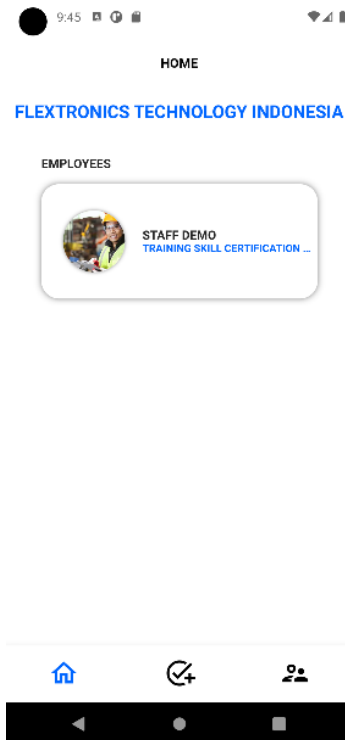 9:45
HOME
FLEXTRONICS TECHNOLOGY INDONESIA
EMPLOYEES
STAFF DEMO
TRAINING SKILL CERTIFICATION ...